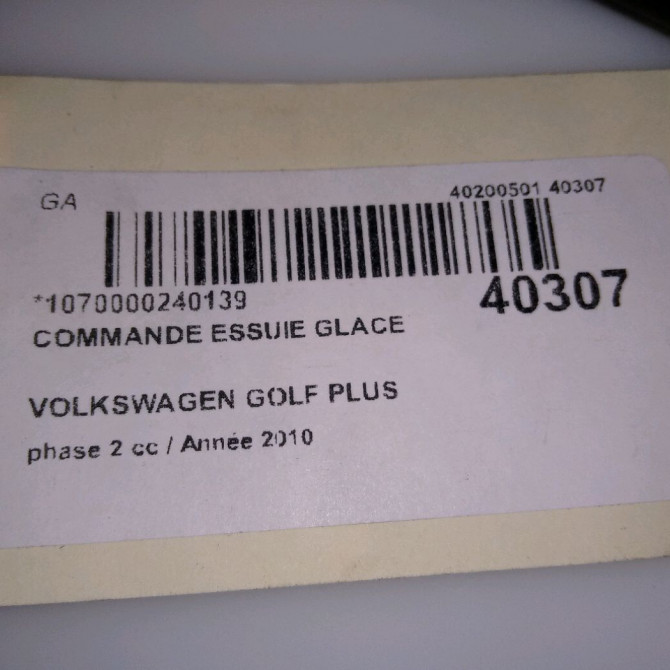 GA
40200501 40307
*1070000240139
40307
COMMANDE ESSUIE GLACE
VOLKSWAGEN GOLF PLUS
phase 2 cc / Année 2010